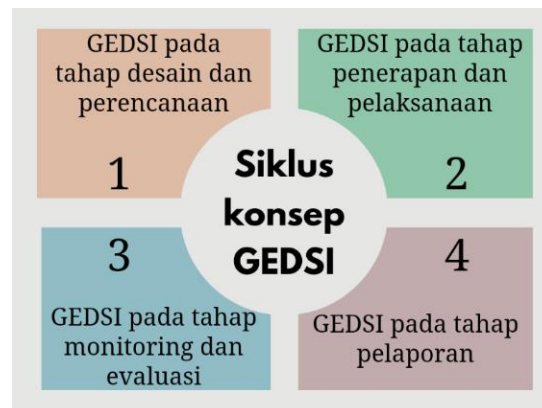 GEDSI pada
tahap desain dan
perencanaan
1
GEDSI pada tahap
penerapan dan
pelaksanaan
2
Siklus
konsep
GEDSI
3
GEDSI pada tahap
monitoring dan
evaluasi
4
GEDSI pada tahap
pelaporan